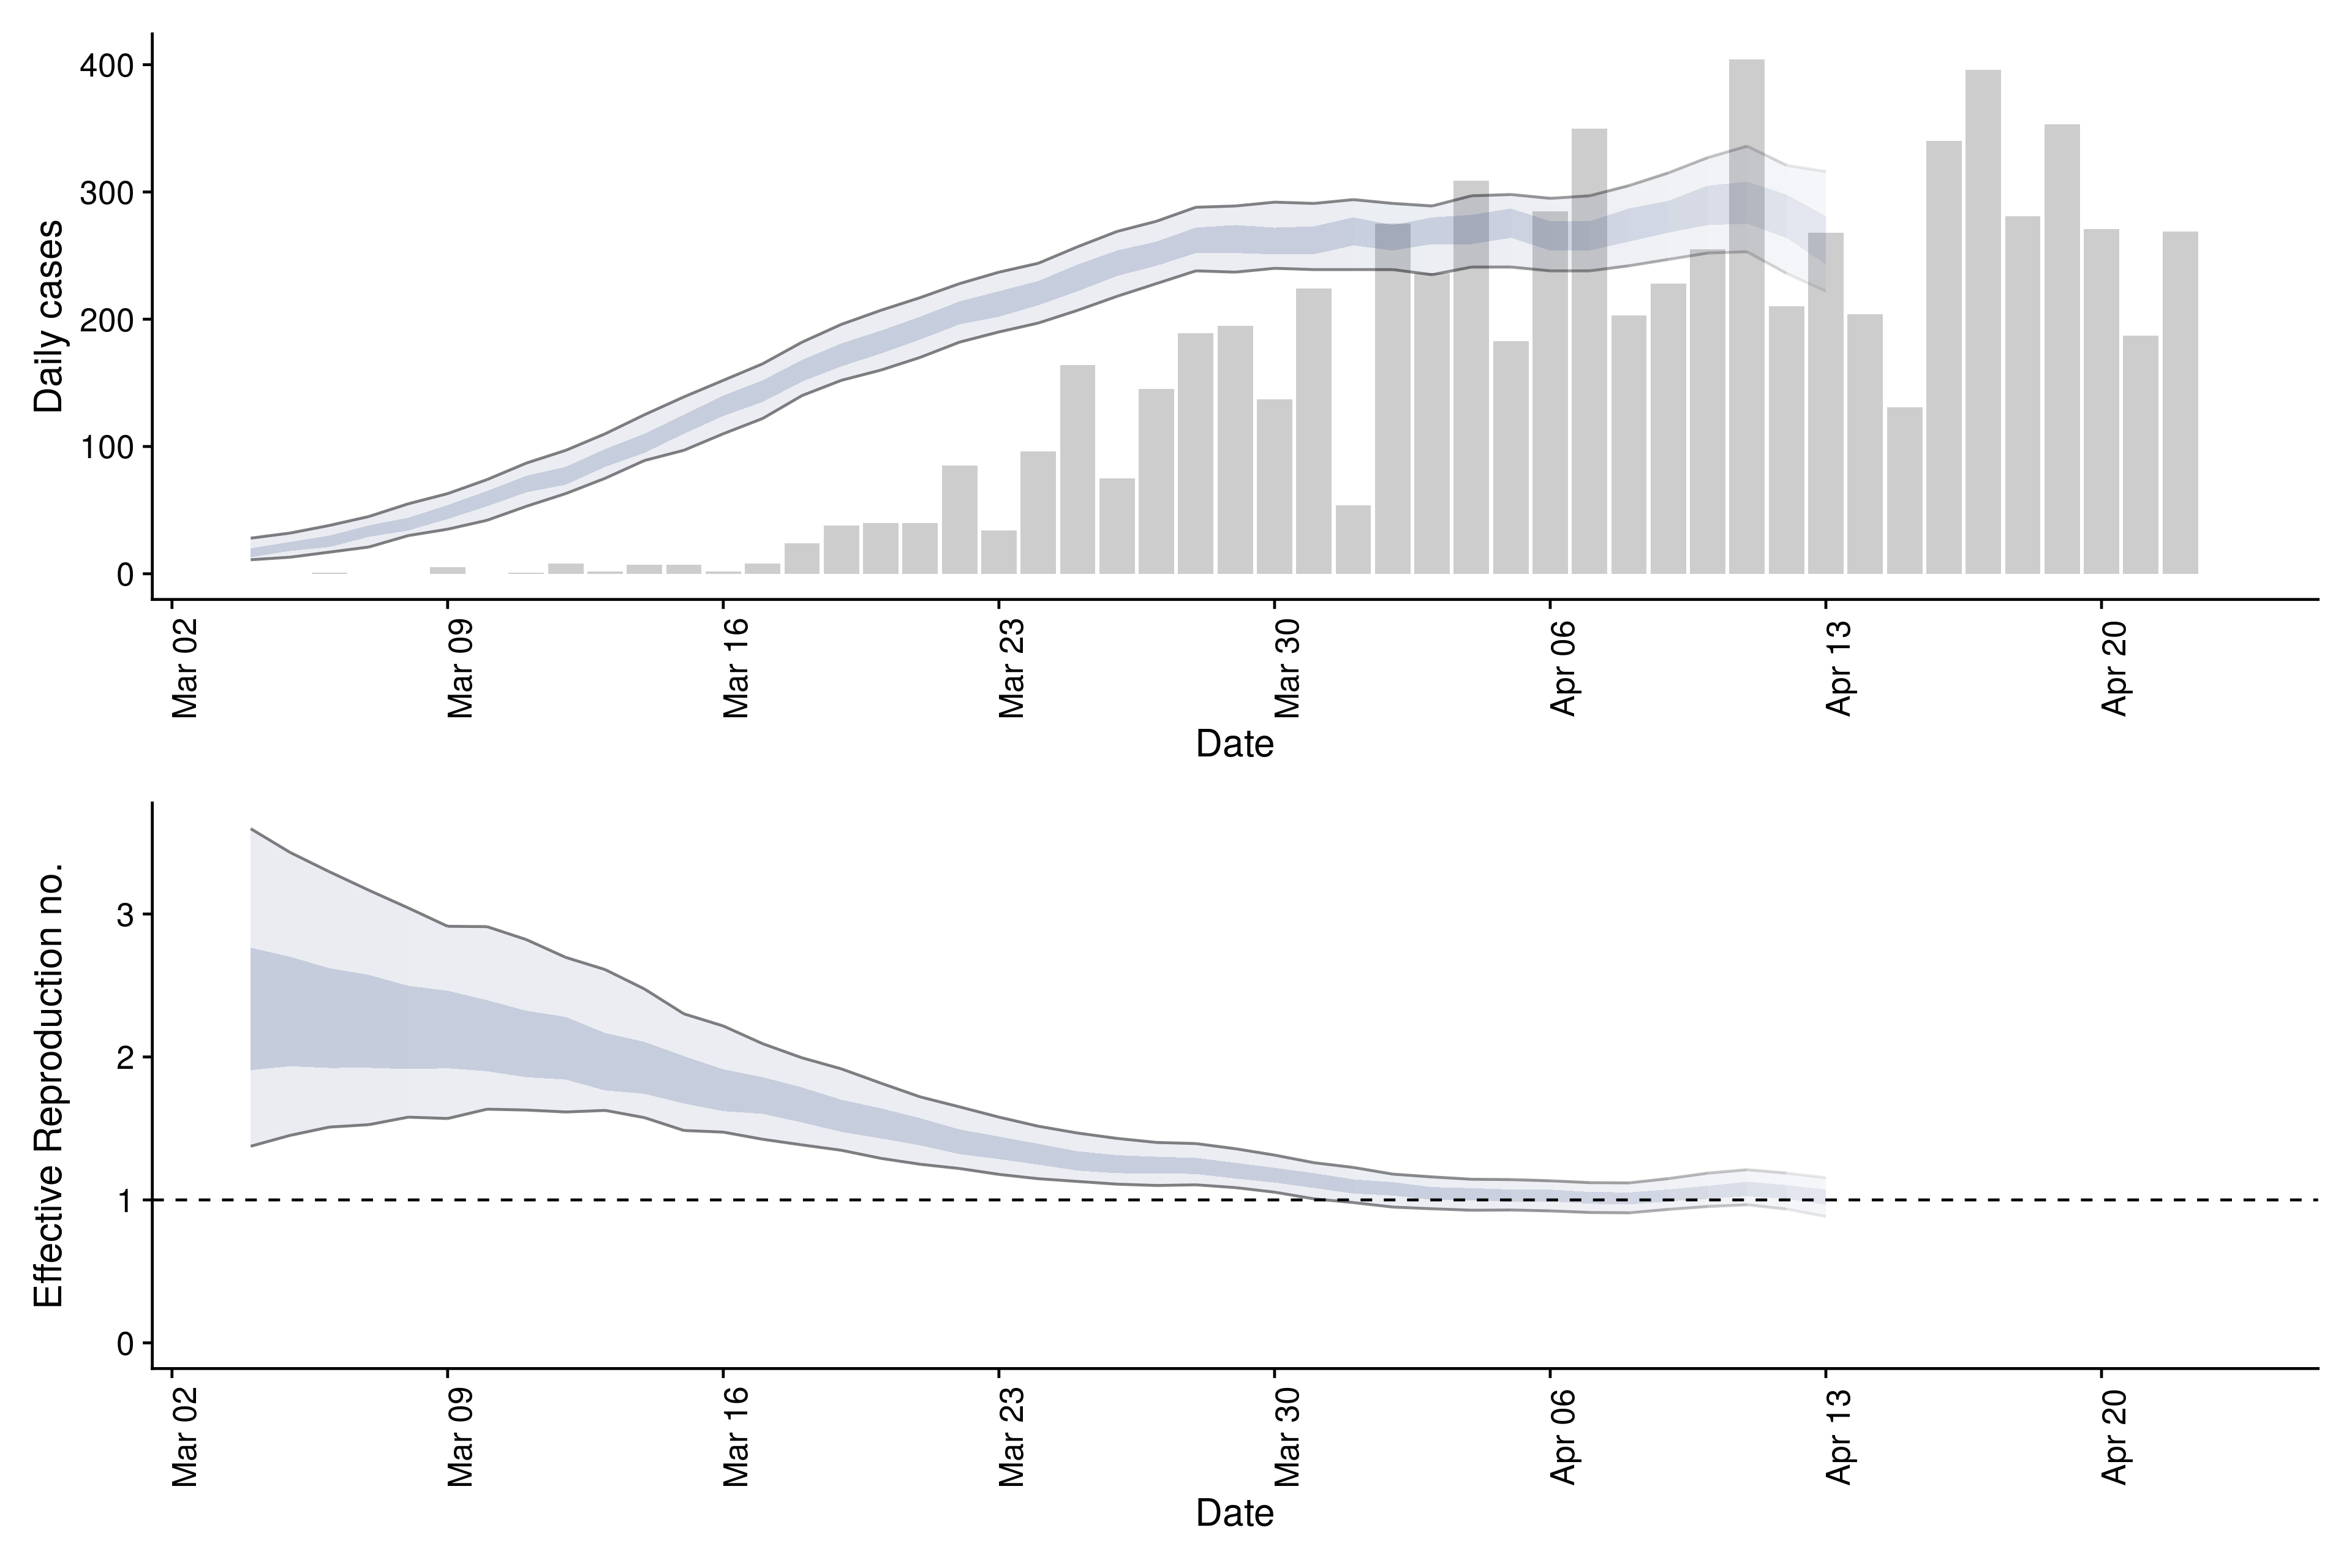 Daily cases
400
300
200
100
0
Mar 02
Mar 09
Mar 16
Mar 23
Mar 30
Apr 06
Apr 13
Apr 20
Date
Effective Reproduction no.
3
2
1
0
Mar 02
Mar 09
Mar 16
Mar 23
Mar 30
Apr 06
Apr 13
Apr 20
Date